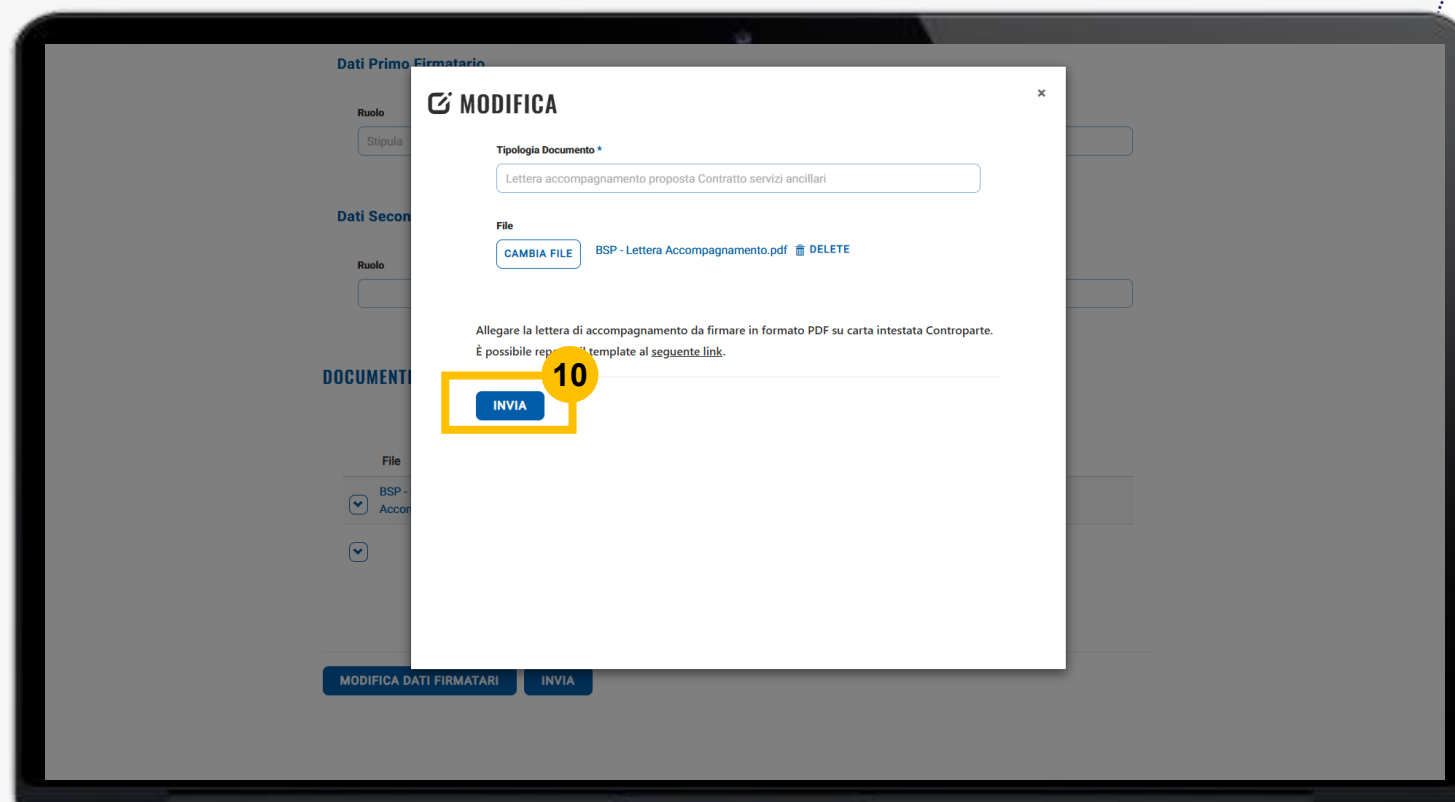 Dati Primo Firmatario
MODIFICA
×
Ruolo
Stipula
Tipologia Documento *
Lettera accompagnamento proposta Contratto servizi ancillari
Dati Secon
File
CAMBIA FILE BSP - Lettera Accompagnamento.pdf DELETE
Ruolo
Allegare la lettera di accompagnamento da firmare in formato PDF su carta intestata Controparte.
È possibile template al seguente link.
10
DOCUMENTI
INVIA
File
BSP -
Accom
MODIFICA DATI FIRMATARI INVIA